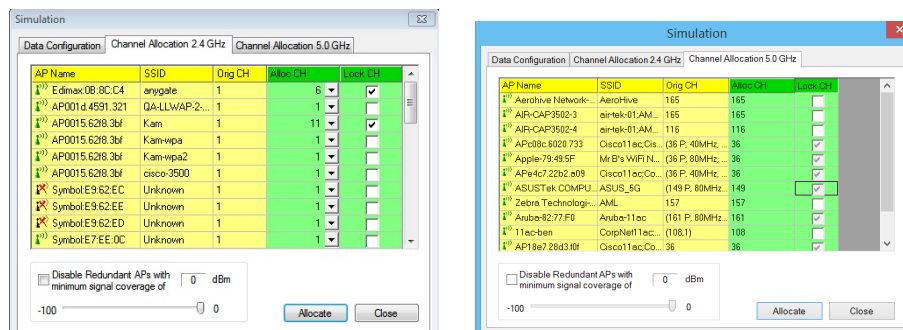 Simulation
Data Configuration Channel Allocation 2.4 GHz Channel Allocation 5.0 GHz
AP Name SSID Orig CH Alloc CH Lock CH
Edimax:0B:8C:C4 anygate 1 6
AP001d.4591.321 QA-LLWAP-2-... 1 1
AP0015.62f8.3bf Kam 1 11
AP0015.62f8.3bf Kam-wpa 1 1
AP0015.62f8.3bf Kam-wpa2 1 1
AP0015.62f8.3bf cisco-3500 1 1
Symbol:E9:62:EC Unknown 1 1
Symbol:E9:62:EE Unknown 1 1
Symbol:E9:62:ED Unknown 1 1
Symbol:E7:EE:0C Unknown 1 1
Disable Redundant APs with
minimum signal coverage of 0 dBm
-100 0
Allocate Close
Simulation
Data Configuration Channel Allocation 2.4 GHz Channel Allocation 5.0 GHz
AP Name SSID Orig CH Alloc CH Lock CH
Aerohive Network-... AeroHive 165 165
AIR-CAP3502-3 air-tek-01;AM... 165 165
AIR-CAP3502-4 air-tek-01;AM... 116 116
APc08c.6020.733 Cisco11ac;Cis... (36 P, 40MHz, ... 36
Apple-79:49:5F Mr B's WiFi N... (36 P, 80MHz, ... 36
APe4c7.22b2.e09 Cisco11ac;Co... (36 P, 40MHz, ... 36
ASUSTek COMPU... ASUS_5G (149 P, 80MHz... 149
Zebra Technologi-... AML 157 157
Aruba-82:77:F0 Aruba-11ac (161 P, 80MHz... 161
11ac-ben CorpNet11ac;... (108,1) 108
AP18e7.28d3.f0f Cisco11ac;Co... 36 36
Disable Redundant APs with
minimum signal coverage of 0 dBm
-100 0
Allocate Close